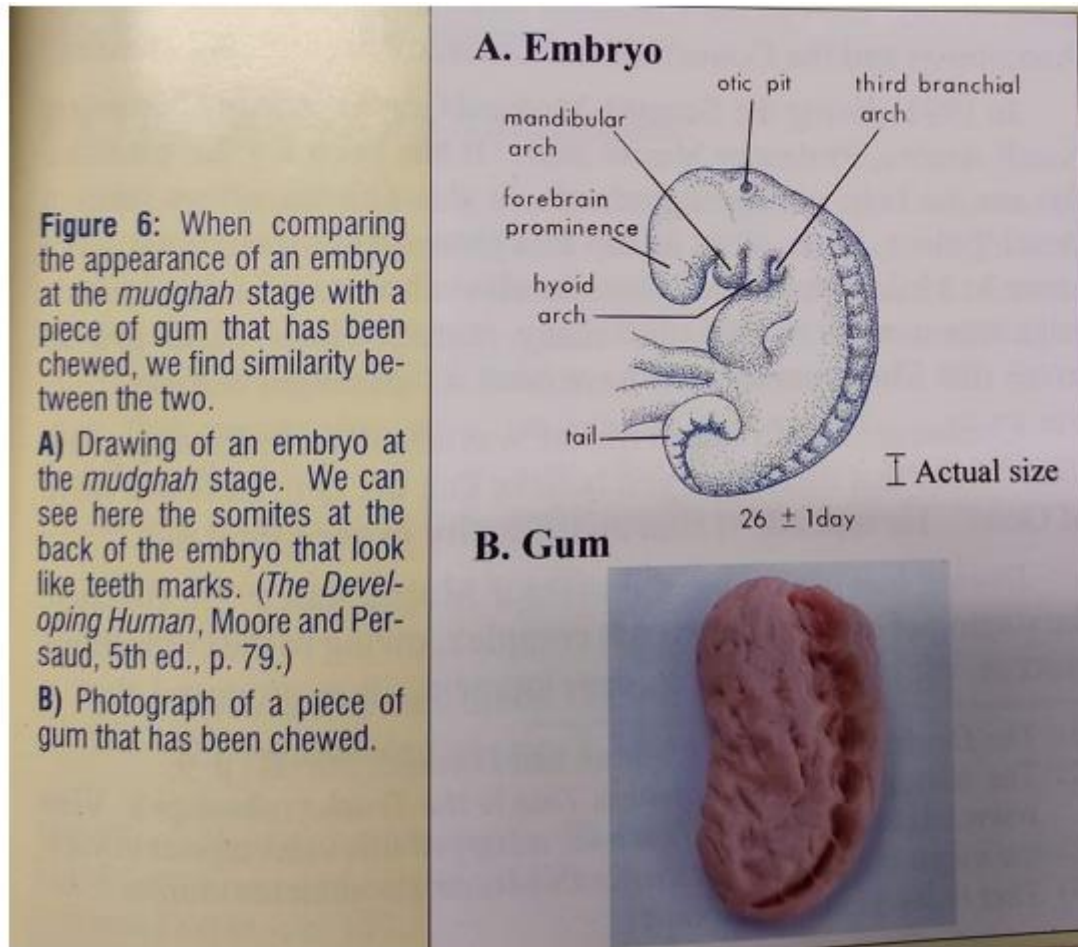 Figure 6: When comparing
the appearance of an embryo
at the mudghah stage with a
piece of gum that has been
chewed, we find similarity be-
tween the two.
A) Drawing of an embryo at
the mudghah stage. We can
see here the somites at the
back of the embryo that look
like teeth marks. (The Devel-
oping Human, Moore and Per-
saud, 5th ed., p. 79.)
B) Photograph of a piece of
gum that has been chewed.
A. Embryo
otic pit
third branchial
arch
mandibular
arch
forebrain
prominence
hyoid
arch
tail
Actual size
26 ± 1day
B. Gum